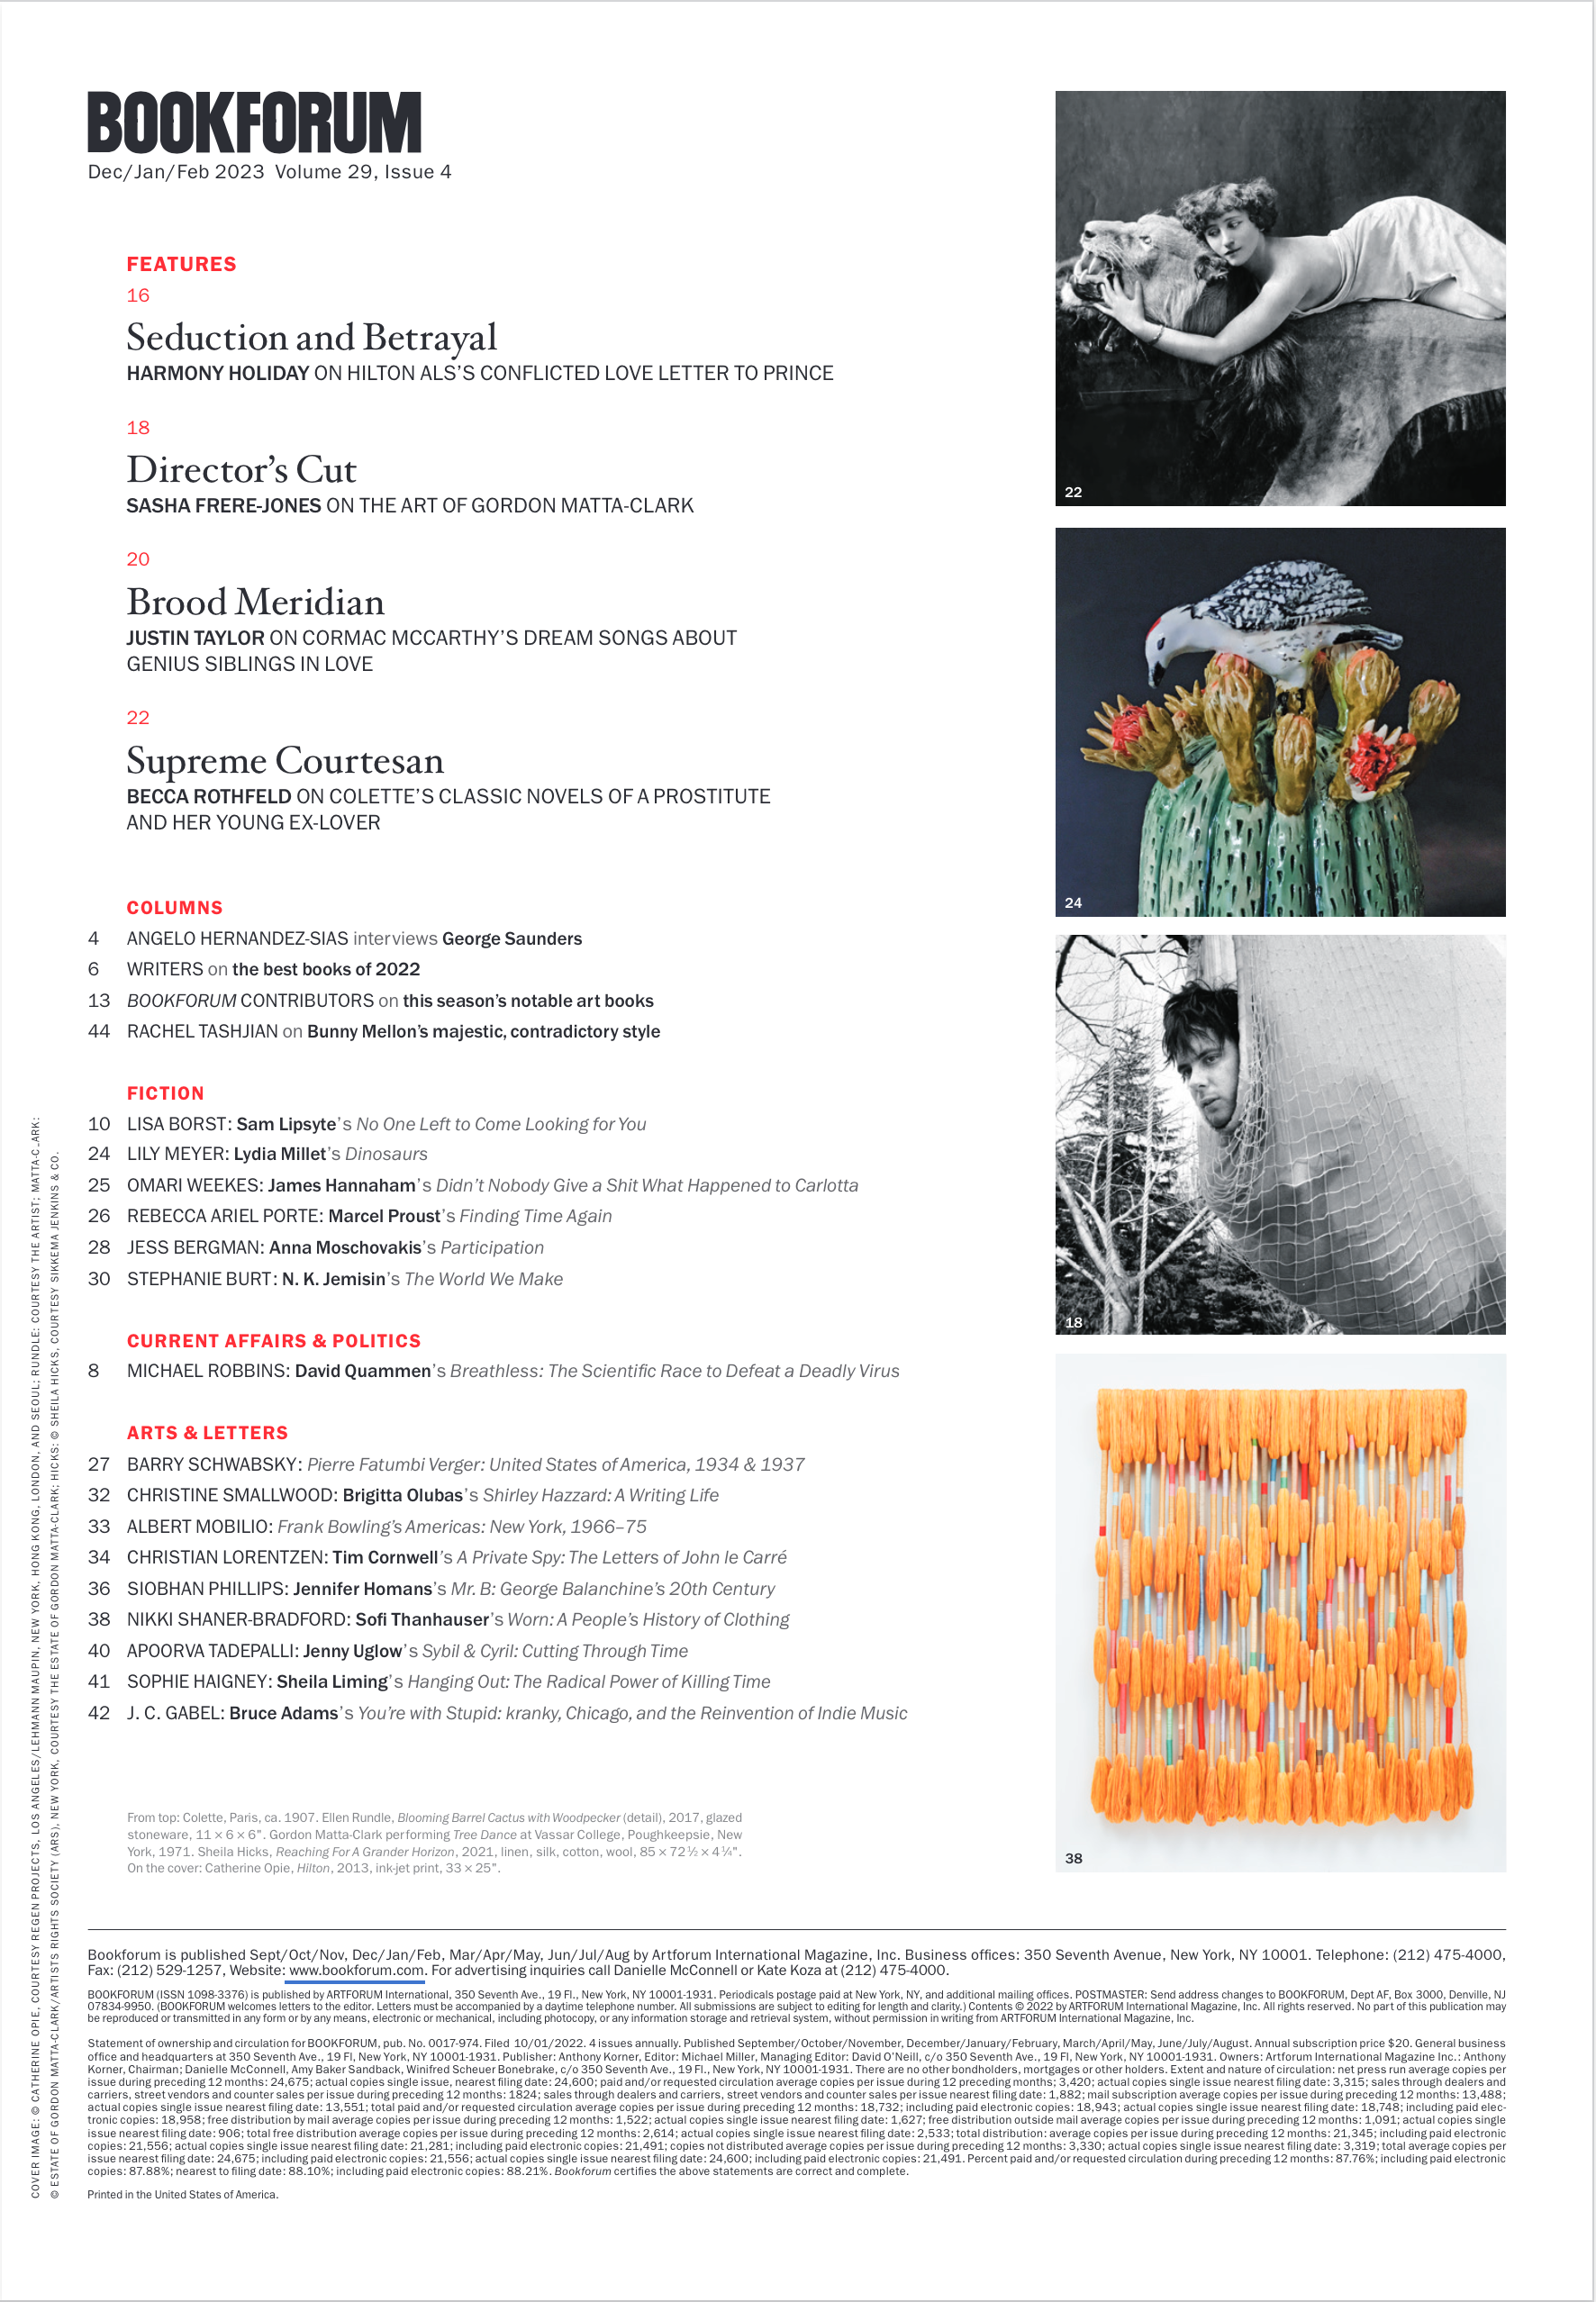 BOOKFORUM
Dec/Jan/Feb 2023 Volume 29, Issue 4
FEATURES
16
Seduction and Betrayal
HARMONY HOLIDAY ON HILTON ALS’S CONFLICTED LOVE LETTER TO PRINCE
18
Director’s Cut
SASHA FRERE-JONES ON THE ART OF GORDON MATTA-CLARK
20
Brood Meridian
JUSTIN TAYLOR ON CORMAC MCCARTHY’S DREAM SONGS ABOUT
GENIUS SIBLINGS IN LOVE
22
Supreme Courtesan
BECCA ROTHFELD ON COLETTE’S CLASSIC NOVELS OF A PROSTITUTE
AND HER YOUNG EX-LOVER
COLUMNS
4 ANGELO HERNANDEZ-SIAS interviews George Saunders
6 WRITERS on the best books of 2022
13 BOOKFORUM CONTRIBUTORS on this season’s notable art books
44 RACHEL TASHJIAN on Bunny Mellon’s majestic, contradictory style
FICTION
10 LISA BORST: Sam Lipsyte’s No One Left to Come Looking for You
24 LILY MEYER: Lydia Millet’s Dinosaurs
25 OMARI WEEKES: James Hannaham’s Didn’t Nobody Give a Shit What Happened to Carlotta
26 REBECCA ARIEL PORTE: Marcel Proust’s Finding Time Again
28 JESS BERGMAN: Anna Moschovakis’s Participation
30 STEPHANIE BURT: N. K. Jemisin’s The World We Make
CURRENT AFFAIRS & POLITICS
8 MICHAEL ROBBINS: David Quammen’s Breathless: The Scientific Race to Defeat a Deadly Virus
ARTS & LETTERS
27 BARRY SCHWABSKY: Pierre Fatumbi Verger: United States of America, 1934 & 1937
32 CHRISTINE SMALLWOOD: Brigitta Olubas’s Shirley Hazzard: A Writing Life
33 ALBERT MOBILIO: Frank Bowling’s Americas: New York, 1966–75
34 CHRISTIAN LORENTZEN: Tim Cornwell’s A Private Spy: The Letters of John le Carré
36 SIOBHAN PHILLIPS: Jennifer Homans’s Mr. B: George Balanchine’s 20th Century
38 NIKKI SHANER-BRADFORD: Sofi Thanhauser’s Worn: A People’s History of Clothing
40 APOORVA TADEPALLI: Jenny Uglow’s Sybil & Cyril: Cutting Through Time
41 SOPHIE HAIGNEY: Sheila Liming’s Hanging Out: The Radical Power of Killing Time
42 J. C. GABEL: Bruce Adams’s You’re with Stupid: kranky, Chicago, and the Reinvention of Indie Music
From top: Colette, Paris, ca. 1907. Ellen Rundle, Blooming Barrel Cactus with Woodpecker (detail), 2017, glazed
stoneware, 11 × 6 × 6". Gordon Matta-Clark performing Tree Dance at Vassar College, Poughkeepsie, New
York, 1971. Sheila Hicks, Reaching For A Grander Horizon, 2021, linen, silk, cotton, wool, 85 × 72 ½ × 4 ¼".
On the cover: Catherine Opie, Hilton, 2013, ink-jet print, 33 × 25".
22
24
18
38
COVER IMAGE: © CATHERINE OPIE, COURTESY REGEN PROJECTS, LOS ANGELES/LEHMANN MAUPIN, NEW YORK, HONG KONG, LONDON, AND SEOUL; RUNDLE: COURTESY THE ARTIST; MATTA-CLARK:
© ESTATE OF GORDON MATTA-CLARK/ARTISTS RIGHTS SOCIETY (ARS), NEW YORK, COURTESY THE ESTATE OF GORDON MATTA-CLARK; HICKS: © SHEILA HICKS, COURTESY SIKKEMA JENKINS & CO.
Bookforum is published Sept/Oct/Nov, Dec/Jan/Feb, Mar/Apr/May, Jun/Jul/Aug by Artforum International Magazine, Inc. Business offices: 350 Seventh Avenue, New York, NY 10001. Telephone: (212) 475-4000,
Fax: (212) 529-1257, Website: www.bookforum.com. For advertising inquiries call Danielle McConnell or Kate Koza at (212) 475-4000.
BOOKFORUM (ISSN 1098-3376) is published by ARTFORUM International, 350 Seventh Ave., 19 Fl., New York, NY 10001-1931. Periodicals postage paid at New York, NY, and additional mailing offices. POSTMASTER: Send address changes to BOOKFORUM, Dept AF, Box 3000, Denville, NJ
07834-9950. (BOOKFORUM welcomes letters to the editor. Letters must be accompanied by a daytime telephone number. All submissions are subject to editing for length and clarity.) Contents © 2022 by ARTFORUM International Magazine, Inc. All rights reserved. No part of this publication may
be reproduced or transmitted in any form or by any means, electronic or mechanical, including photocopy, or any information storage and retrieval system, without permission in writing from ARTFORUM International Magazine, Inc.
Statement of ownership and circulation for BOOKFORUM, pub. No. 0017-974. Filed 10/01/2022. 4 issues annually. Published September/October/November, December/January/February, March/April/May, June/July/August. Annual subscription price $20. General business
office and headquarters at 350 Seventh Ave., 19 Fl, New York, NY 10001-1931. Publisher: Anthony Korner, Editor: Michael Miller, Managing Editor: David O’Neill, c/o 350 Seventh Ave., 19 Fl, New York, NY 10001-1931. Owners: Artforum International Magazine Inc.: Anthony
Korner, Chairman; Danielle McConnell, Amy Baker Sandback, Winifred Scheuer Bonebrake, c/o 350 Seventh Ave., 19 Fl., New York, NY 10001-1931. There are no other bondholders, mortgages or other holders. Extent and nature of circulation: net press run average copies per
issue during preceding 12 months: 24,675; actual copies single issue, nearest filing date: 24,600; paid and/or requested circulation average copies per issue during 12 preceding months; 3,420; actual copies single issue nearest filing date: 3,315; sales through dealers and
carriers, street vendors and counter sales per issue during preceding 12 months: 1824; sales through dealers and carriers, street vendors and counter sales per issue nearest filing date: 1,882; mail subscription average copies per issue during preceding 12 months: 13,488;
actual copies single issue nearest filing date: 13,551; total paid and/or requested circulation average copies per issue during preceding 12 months: 18,732; including paid electronic copies: 18,943; actual copies single issue nearest filing date: 18,748; including paid elec-
tronic copies: 18,958; free distribution by mail average copies per issue during preceding 12 months: 1,522; actual copies single issue nearest filing date: 1,627; free distribution outside mail average copies per issue during preceding 12 months: 1,091; actual copies single
issue nearest filing date: 906; total free distribution average copies per issue during preceding 12 months: 2,614; actual copies single issue nearest filing date: 2,533; total distribution: average copies per issue during preceding 12 months: 21,345; including paid electronic
copies: 21,556; actual copies single issue nearest filing date: 21,281; including paid electronic copies: 21,491; copies not distributed average copies per issue during preceding 12 months: 3,330; actual copies single issue nearest filing date: 3,319; total average copies per
issue nearest filing date: 24,675; including paid electronic copies: 21,556; actual copies single issue nearest filing date: 24,600; including paid electronic copies: 21,491. Percent paid and/or requested circulation during preceding 12 months: 87.76%; including paid electronic
copies: 87.88%; nearest to filing date: 88.10%; including paid electronic copies: 88.21%. Bookforum certifies the above statements are correct and complete.
Printed in the United States of America.